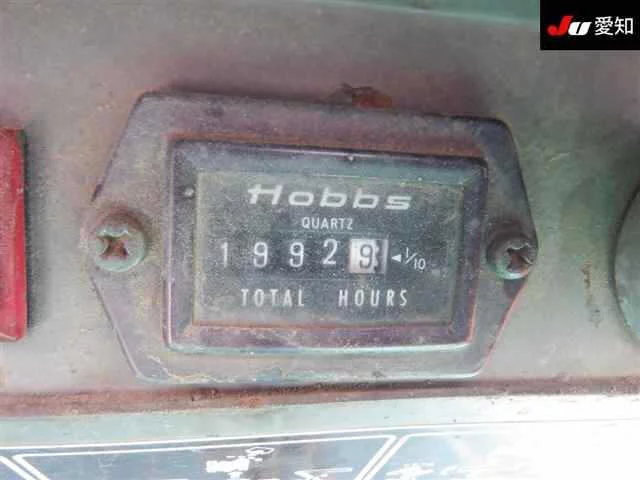 JU 愛知
Hobbs
QUARTZ
19929 ◄ 1/10
TOTAL HOURS